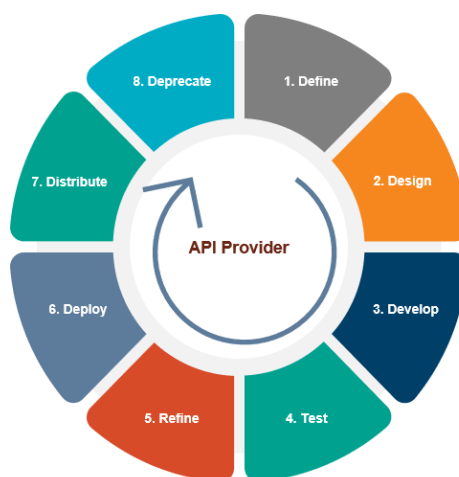 8. Deprecate
1. Define
7. Distribute
2. Design
API Provider
6. Deploy
3. Develop
5. Refine
4. Test